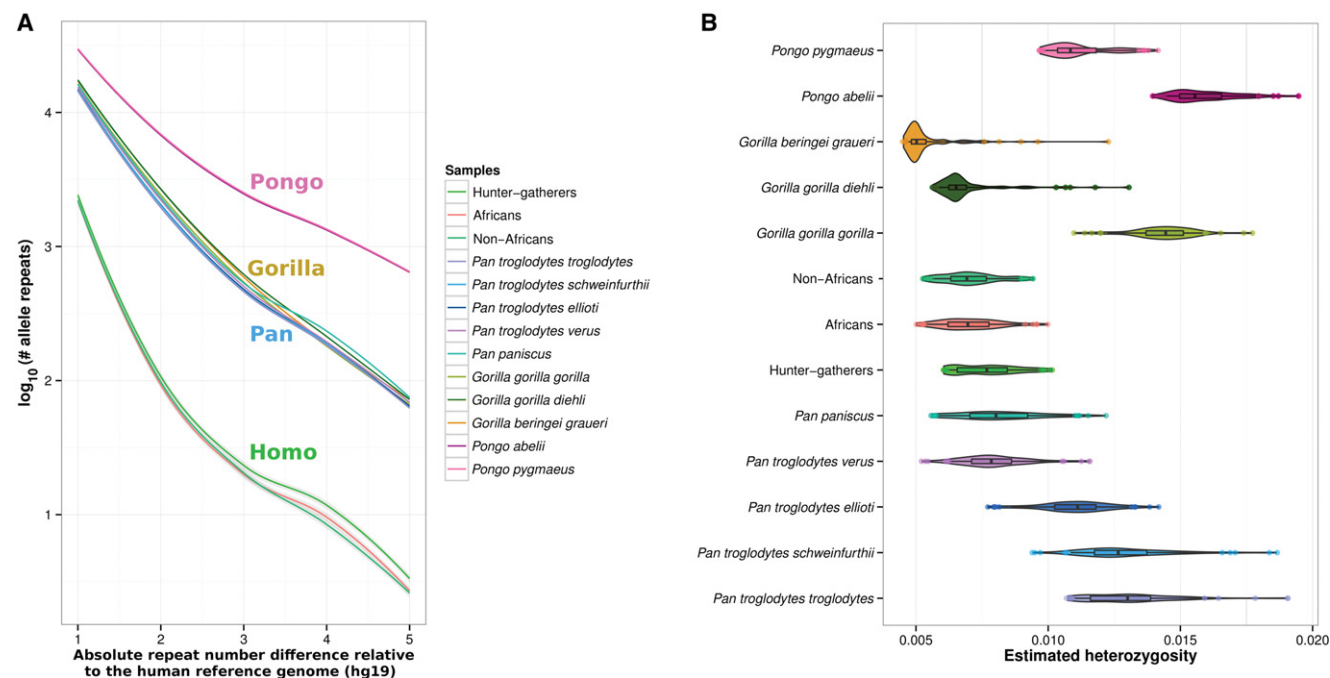 A
log10 (# allele repeats)
4
3
2
1
Pongo
Gorilla
Pan
Homo
1
2
3
4
5
Absolute repeat number difference relative
to the human reference genome (hg19)
Samples
Hunter−gatherers
Africans
Non−Africans
Pan troglodytes troglodytes
Pan troglodytes schweinfurthii
Pan troglodytes ellioti
Pan troglodytes verus
Pan paniscus
Gorilla gorilla gorilla
Gorilla gorilla diehli
Gorilla beringei graueri
Pongo abelii
Pongo pygmaeus
B
Pongo pygmaeus
Pongo abelii
Gorilla beringei graueri
Gorilla gorilla diehli
Gorilla gorilla gorilla
Non−Africans
Africans
Hunter−gatherers
Pan paniscus
Pan troglodytes verus
Pan troglodytes ellioti
Pan troglodytes schweinfurthii
Pan troglodytes troglodytes
0.005
0.010
0.015
0.020
Estimated heterozygosity